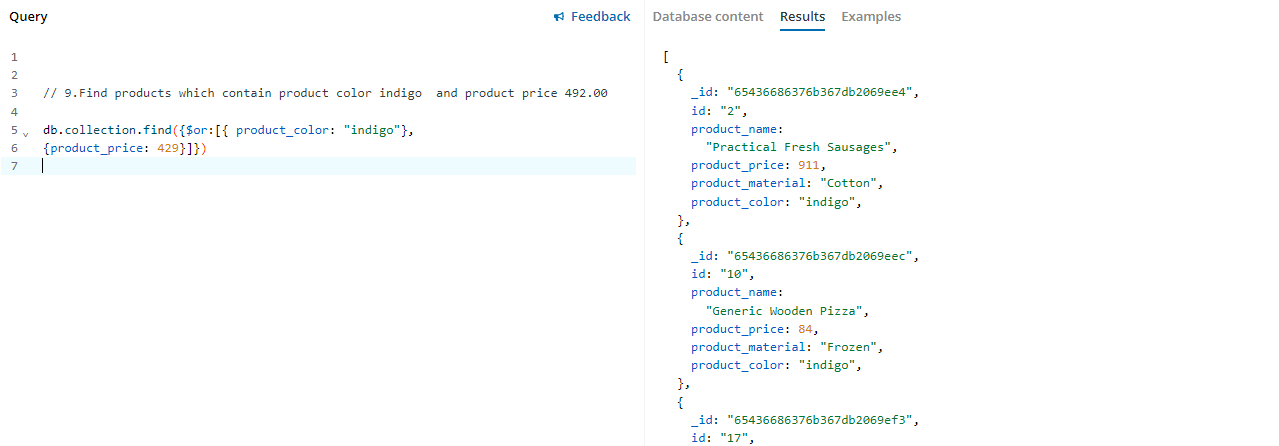 Query
Feedback
1
2
3 // 9.Find products which contain product color indigo  and product price 492.00
4
5 db.collection.find({$or:[{ product_color: "indigo"},
6 {product_price: 429}]})
7
Database content Results Examples
[
{
_id: "65436686376b367db2069ee4",
id: "2",
product_name:
"Practical Fresh Sausages",
product_price: 911,
product_material: "Cotton",
product_color: "indigo",
},
{
_id: "65436686376b367db2069eec",
id: "10",
product_name:
"Generic Wooden Pizza",
product_price: 84,
product_material: "Frozen",
product_color: "indigo",
},
{
_id: "65436686376b367db2069ef3",
id: "17",